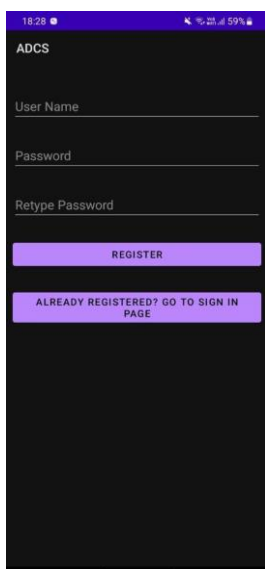 18:28 59%
ADCS
User Name
Password
Retype Password
REGISTER
ALREADY REGISTERED? GO TO SIGN IN
PAGE